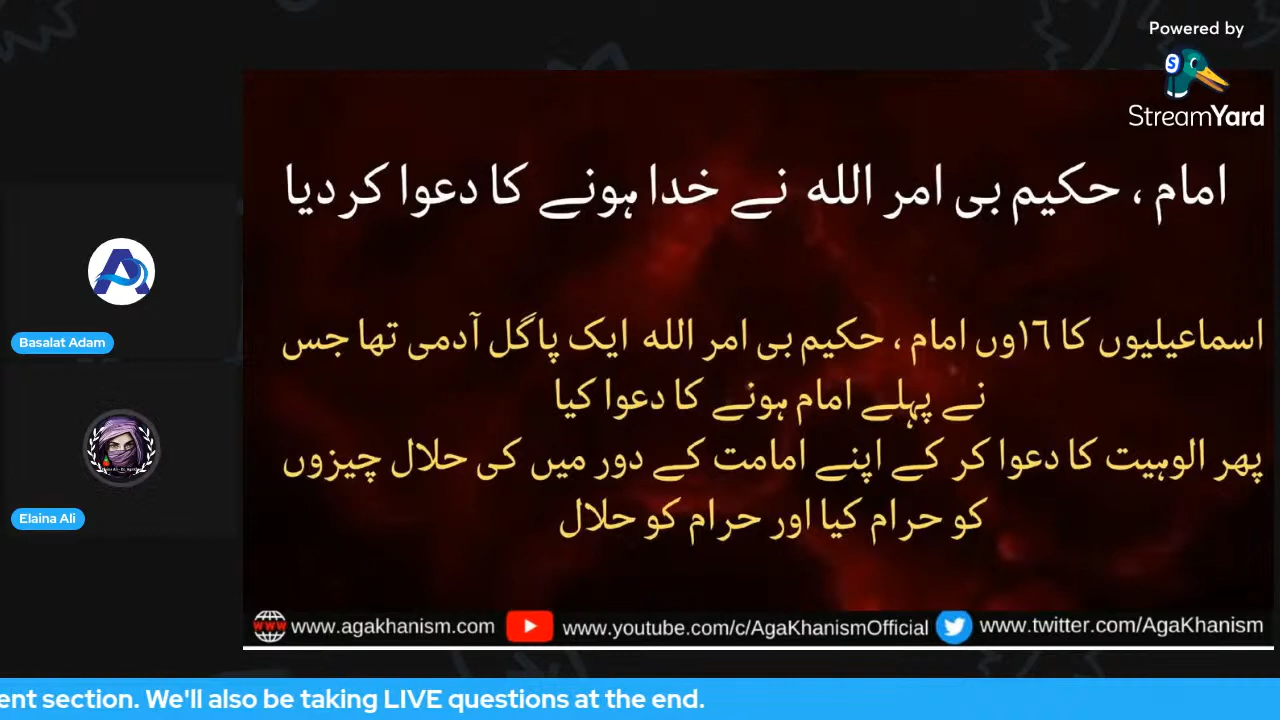 Powered by
StreamYard
امام ، حکیم بی امر الله نے خدا ہونے کا دعوا کر دیا
اسماعیلیوں کا ١٦وں امام ، حکیم بی امر الله ایک پاگل آدمی تھا جس
نے پہلے امام ہونے کا دعوا کیا
پھر الوہیت کا دعوا کر کے اپنے امامت کے دور میں کی حلال چیزوں
کو حرام کیا اور حرام کو حلال
Basalat Adam
Elaina Ali
www.agakhanism.com www.youtube.com/c/AgaKhanismOfficial www.twitter.com/AgaKhanism
ent section. We'll also be taking LIVE questions at the end.